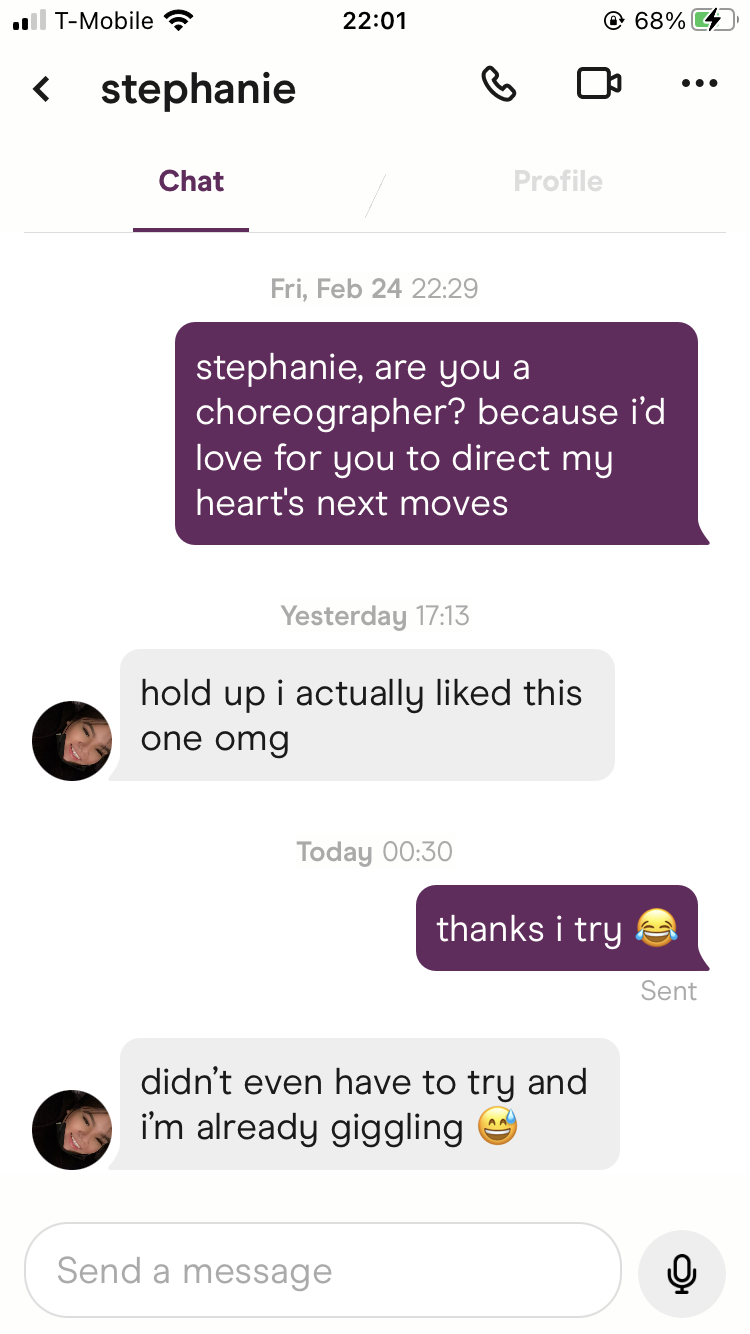 T-Mobile 22:01 68%
stephanie
Chat Profile
Fri, Feb 24 22:29
stephanie, are you a
choreographer? because i’d
love for you to direct my
heart's next moves
Yesterday 17:13
hold up i actually liked this
one omg
Today 00:30
thanks i try 😂
Sent
didn’t even have to try and
i’m already giggling 😅
Send a message